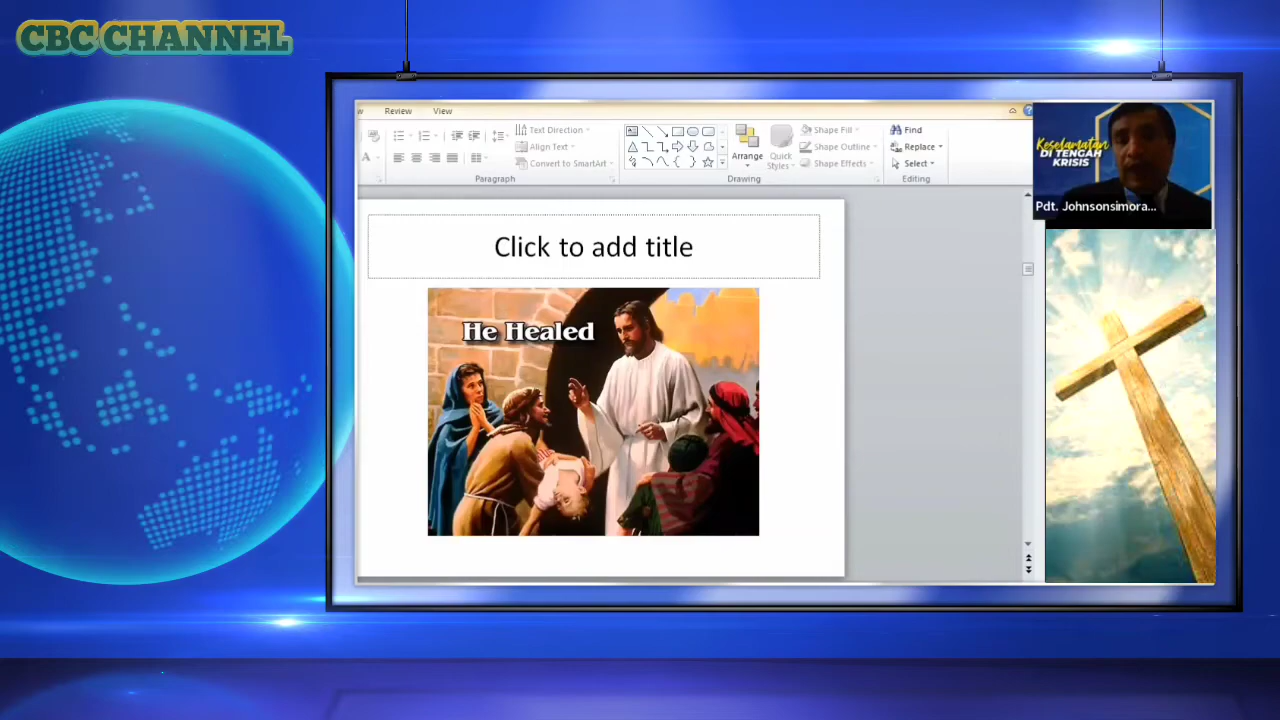 CBC CHANNEL
Review View
Text Direction
Align Text
Convert to SmartArt
Paragraph
Arrange
Quick
Styles
Shape Fill
Shape Outline
Shape Effects
Drawing
Find
Replace
Select
Editing
Keselamatan
DI TENGAH
KRISIS
Pdt. Johnsonsimora...
Click to add title
He Healed